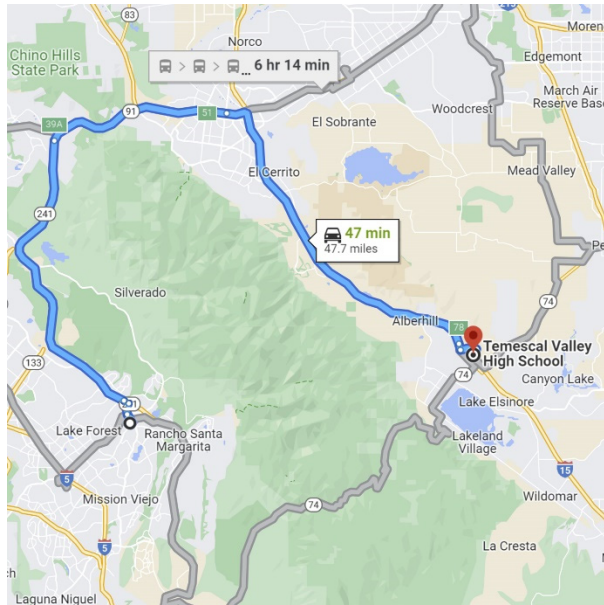 Chino Hills
State Park
Norco
Moren
Edgemont
6 hr 14 min
March Air
Reserve Base
Woodcrest
91
51
39A
El Sobrante
Mead Valley
El Cerrito
241
47 min
47.7 miles
Pe
Silverado
74
78
Alberhill
Temescal Valley
High School
133
74
Canyon Lake
Lake Elsinore
Lake Forest
Rancho Santa
Margarita
Lakeland
Village
5
15
Mission Viejo
74
Wildomar
5
La Cresta
Laguna Niguel